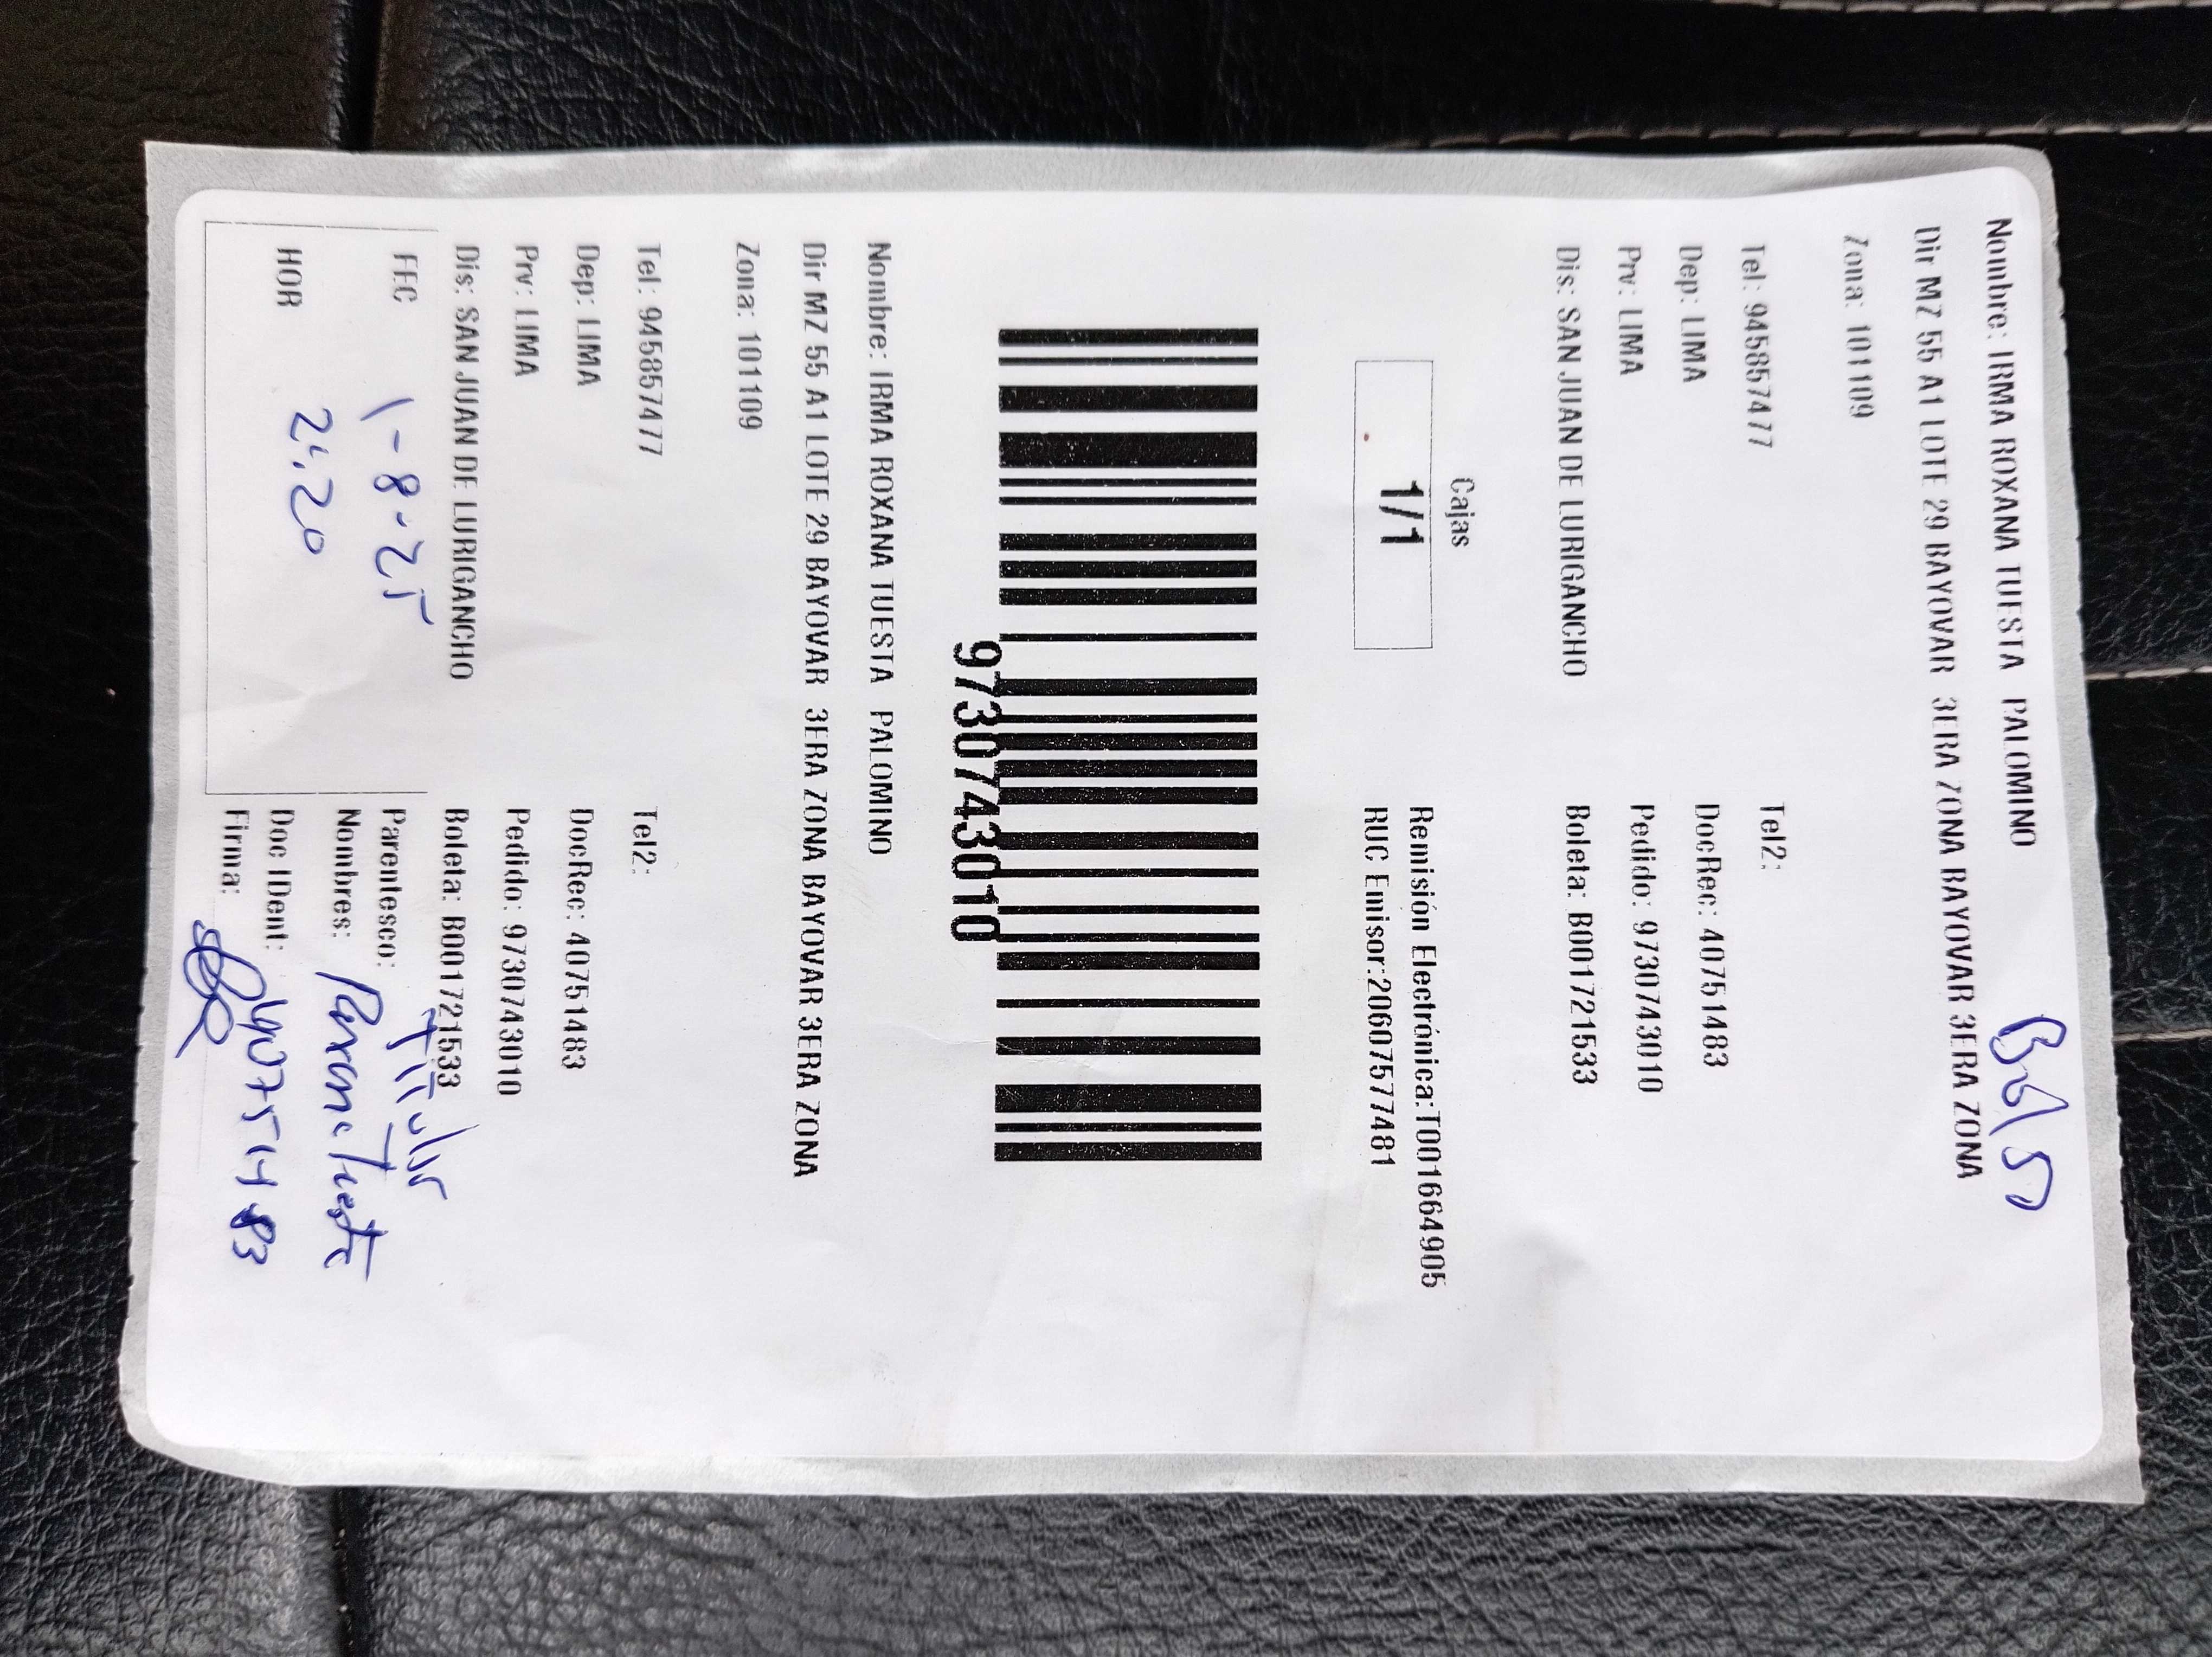 Nombre: IRMA ROXANA TUESTA PALOMINO
Dir MZ 55 A1 LOTE 29 BAYOVAR 3ERA ZONA BAYOVAR 3ERA ZONA
Zona: 101109
Tel: 945857477 Tel2:
Dep: LIMA DocRec: 40751483
Prv: LIMA Pedido: 9730743010
Dis: SAN JUAN DE LURIGANCHO Boleta: B001721533
Cajas
1/1
Remisión Electrónica:T001664905
RUC Emisor:20607577481
9730743010
Nombre: IRMA ROXANA TUESTA PALOMINO
Dir MZ 55 A1 LOTE 29 BAYOVAR 3ERA ZONA BAYOVAR 3ERA ZONA
Zona: 101109
Tel: 945857477 Tel2:
Dep: LIMA DocRec: 40751483
Prv: LIMA Pedido: 9730743010
Dis: SAN JUAN DE LURIGANCHO Boleta: B001721533
FEC 1-8-25
HOR
Parentesco: Titular
Nombres: Tuesta
Doc IDent: 40751483
Firma: